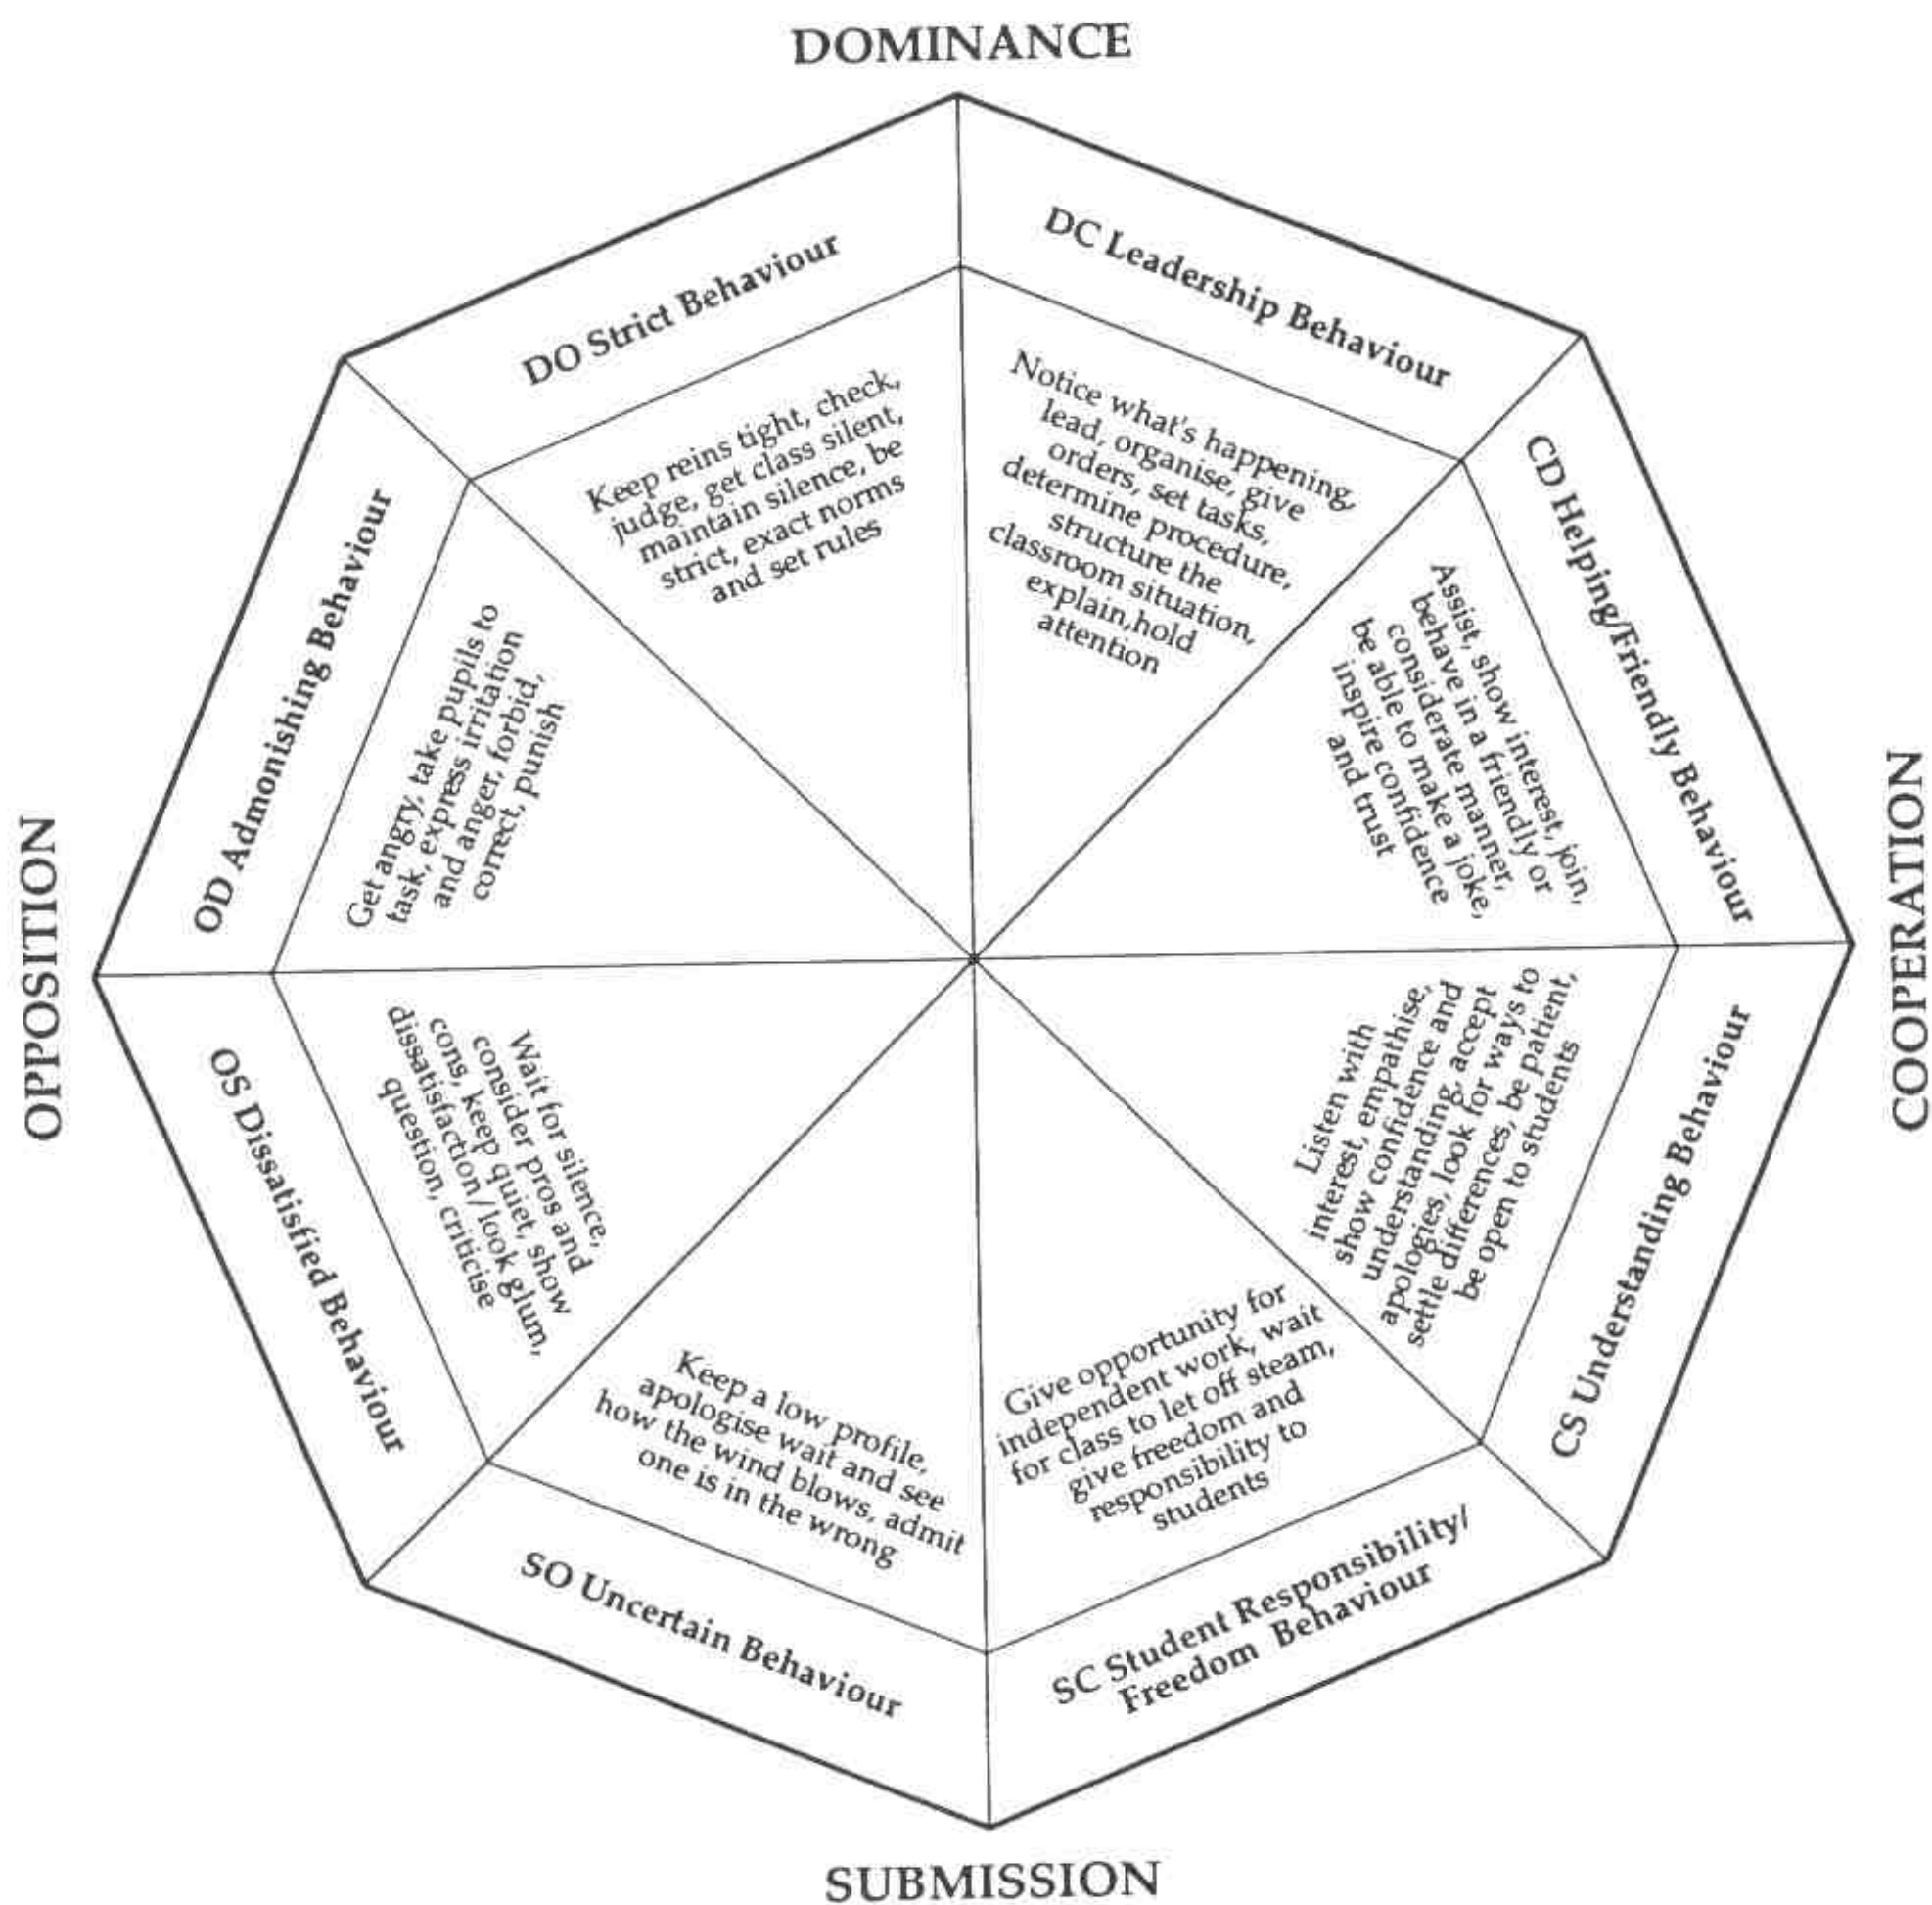 DOMINANCE
DC Leadership Behaviour
Notice what's happening,
lead, organise, give
orders, set tasks,
determine procedure,
structure the
classroom situation,
explain,hold
attention
CD Helping/Friendly Behaviour
Assist, show interest, join,
behave in a friendly or
considerate manner,
be able to make a joke,
inspire confidence
and trust
COOPERATION
CS Understanding Behaviour
Listen with
interest, empathise,
show confidence and
understanding, accept
apologies, look for ways to
settle differences, be patient,
be open to students
SC Student Responsibility/
Freedom Behaviour
Give opportunity for
independent work, wait
for class to let off steam,
give freedom and
responsibility to
students
SUBMISSION
SO Uncertain Behaviour
Keep a low profile,
apologise wait and see
how the wind blows, admit
one is in the wrong
OS Dissatisfied Behaviour
Wait for silence,
consider pros and
cons, keep quiet, show
dissatisfaction/look glum,
question, criticise
OPPOSITION
OD Admonishing Behaviour
Get angry, take pupils to
task, express irritation
and anger, forbid,
correct, punish
DO Strict Behaviour
Keep reins tight, check,
judge, get class silent,
maintain silence, be
strict, exact norms
and set rules